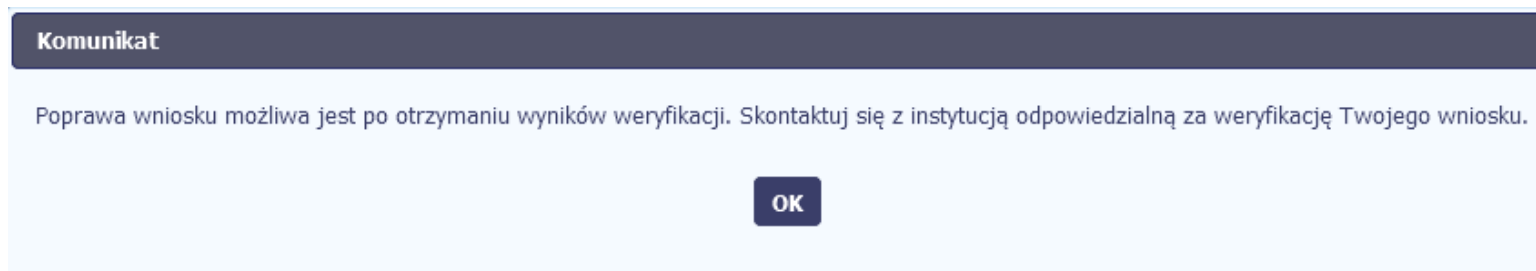 Komunikat
Poprawa wniosku możliwa jest po otrzymaniu wyników weryfikacji. Skontaktuj się z instytucją odpowiedzialną za weryfikację Twojego wniosku.
OK